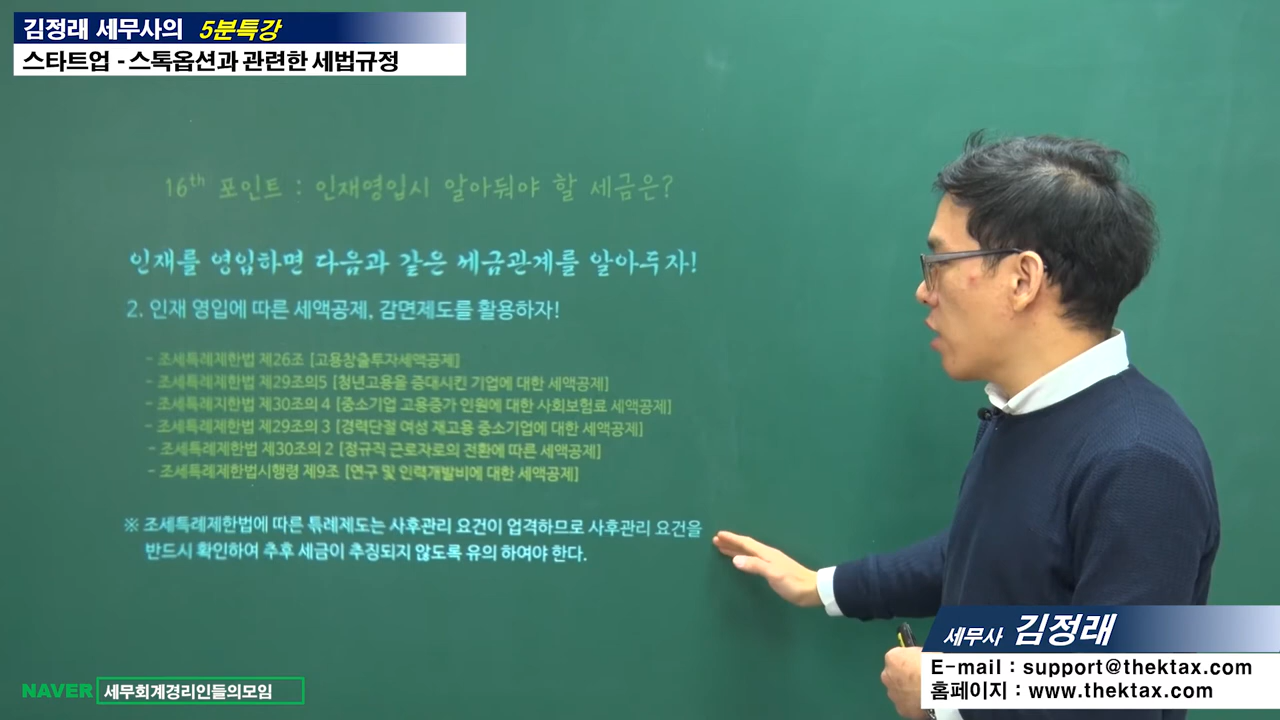 김정래 세무사의 5분특강
스타트업 - 스톡옵션과 관련한 세법규정
16th 포인트 : 인재영입시 알아둬야 할 세금은?
인재를 영입하면 다음과 같은 세금관계를 알아두자!
2. 인재 영입에 따른 세액공제, 감면제도를 활용하자!
- 조세특례제한법 제26조 [고용창출투자세액공제]
- 조세특례제한법 제29조의5 [청년고용을 증대시킨 기업에 대한 세액공제]
- 조세특례지한법 제30조의 4 [중소기업 고용증가 인원에 대한 사회보험료 세액공제]
- 조세특례제한법 제29조의 3 [경력단절 여성 재고용 중소기업에 대한 세액공제]
- 조세특례제한법 제30조의 2 [정규직 근로자로의 전환에 따른 세액공제]
- 조세특례제한법시행령 제9조 [연구 및 인력개발비에 대한 세액공제]
※ 조세특례제한법에 따른 특례제도는 사후관리 요건이 업격하므로 사후관리 요건을
반드시 확인하여 추후 세금이 추징되지 않도록 유의 하여야 한다.
세무사 김정래
E-mail : support@thektax.com
홈페이지 : www.thektax.com
NAVER 세무회계경리인들의모임